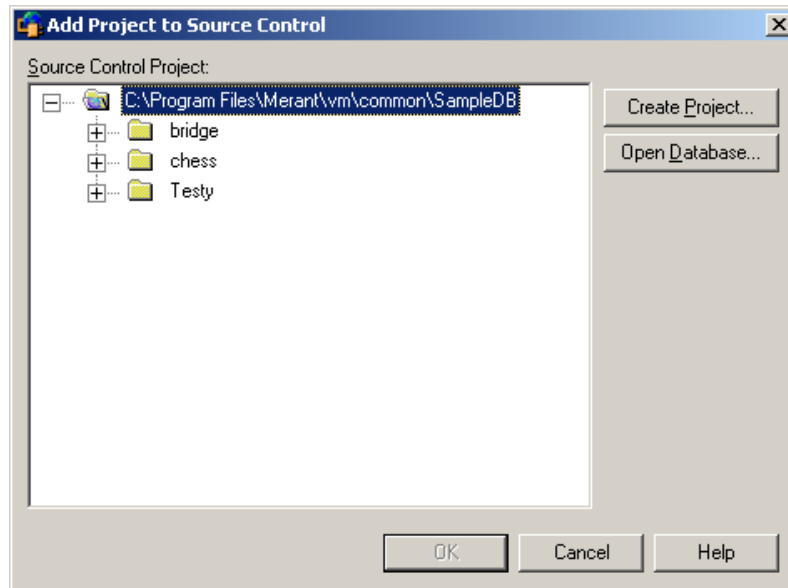 Add Project to Source Control
Source Control Project:
C:\Program Files\Merant\vm\common\SampleDB
bridge
chess
Testy
Create Project...
Open Database...
OK
Cancel
Help